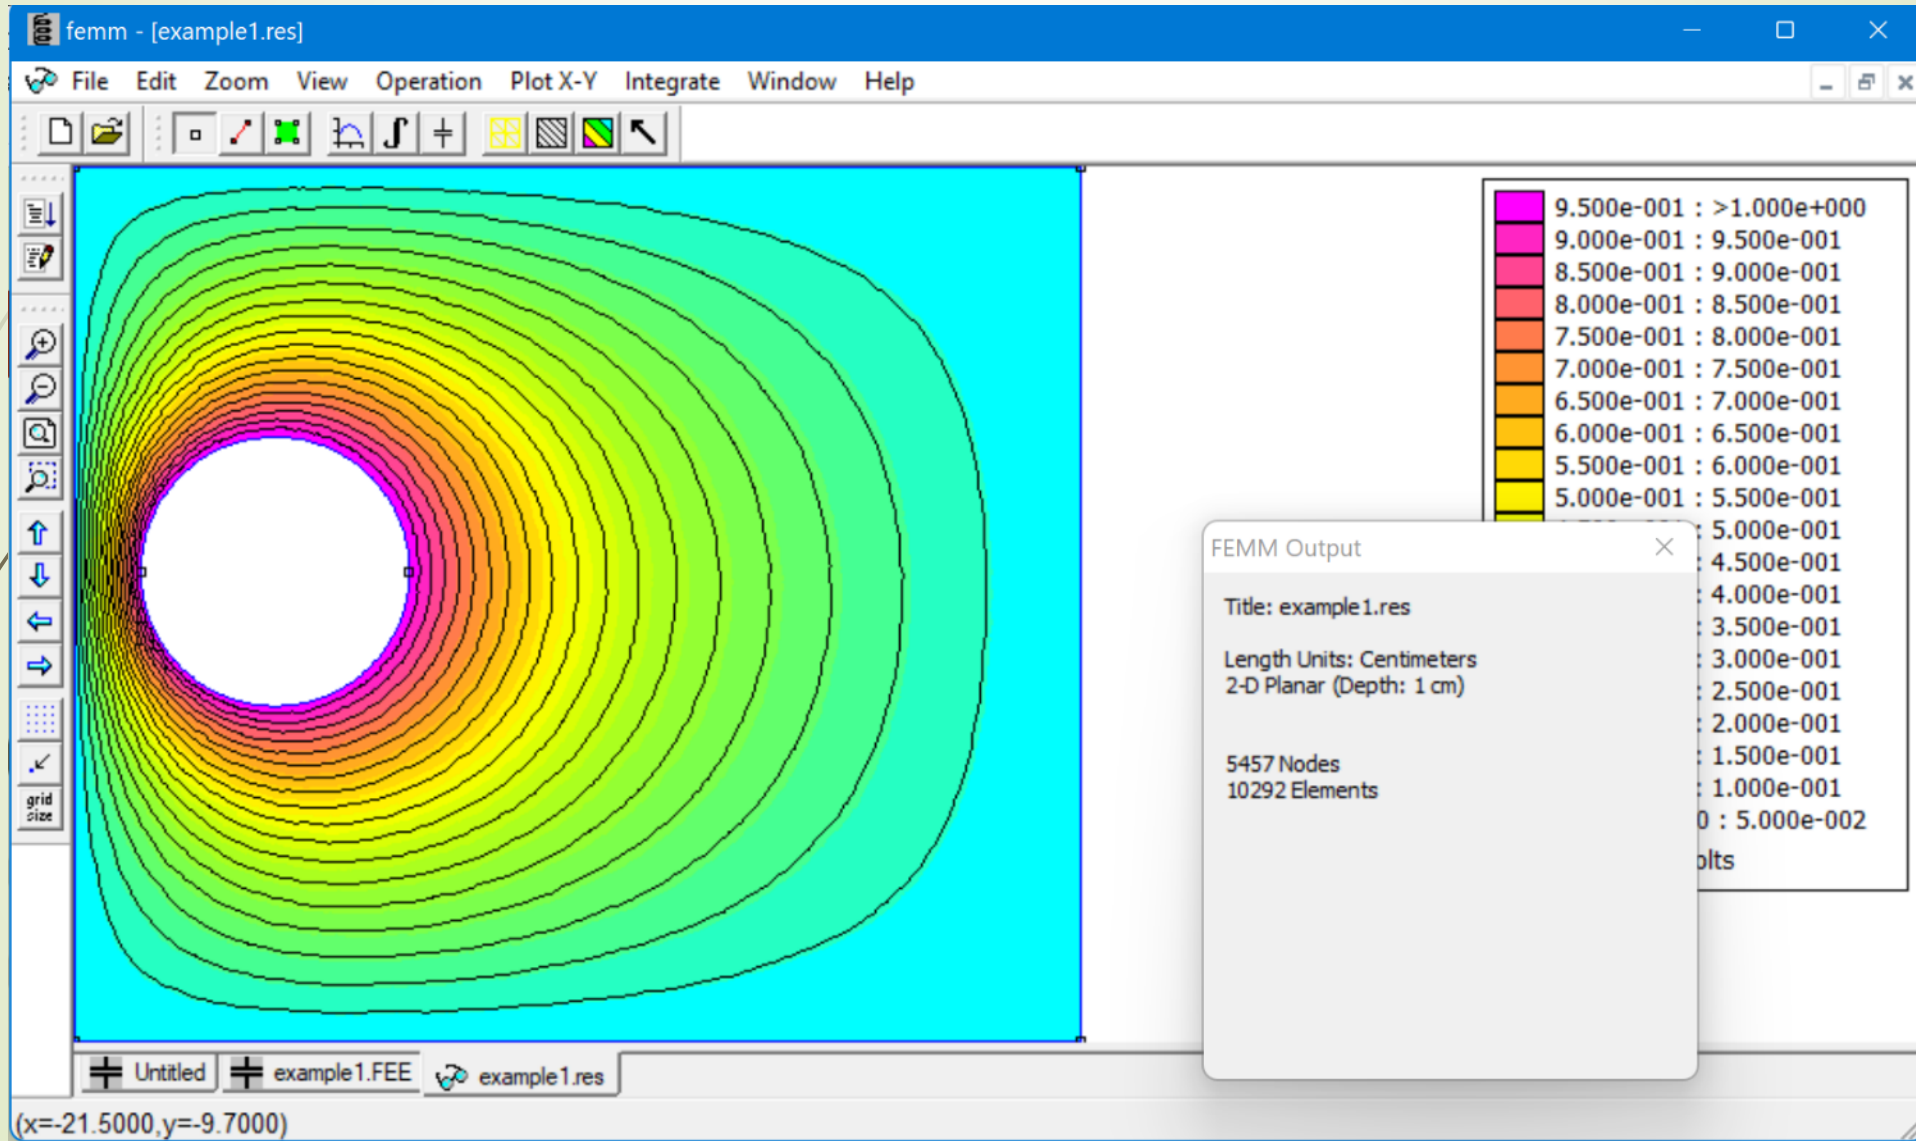 femm - [example1.res]
File Edit Zoom View Operation Plot X-Y Integrate Window Help
grid
size
9.500e-001 : >1.000e+000
9.000e-001 : 9.500e-001
8.500e-001 : 9.000e-001
8.000e-001 : 8.500e-001
7.500e-001 : 8.000e-001
7.000e-001 : 7.500e-001
6.500e-001 : 7.000e-001
6.000e-001 : 6.500e-001
5.500e-001 : 6.000e-001
5.000e-001 : 5.500e-001
: 5.000e-001
: 4.500e-001
: 4.000e-001
: 3.500e-001
: 3.000e-001
: 2.500e-001
: 2.000e-001
: 1.500e-001
: 1.000e-001
0 : 5.000e-002
olts
FEMM Output
Title: example1.res
Length Units: Centimeters
2-D Planar (Depth: 1 cm)
5457 Nodes
10292 Elements
Untitled example1.FEE example1.res
(x=-21.5000,y=-9.7000)